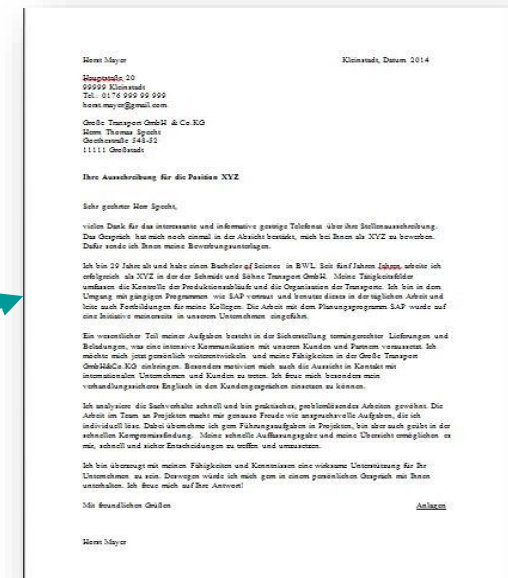 Horst Mayer Kleinstadt, Datum 2014
Hauptstraße 20
99999 Kleinstadt
Tel.: 0176 999 99 999
horst.mayer@gmail.com
Große Transport GmbH & Co.KG
Herrn Thomas Specht
Goethestraße 548-52
11111 Großstadt
Ihre Ausschreibung für die Position XYZ
Sehr geehrter Herr Specht,
vielen Dank für das interessante und informative gestrige Telefonat über ihre Stellenausschreibung.
Das Gespräch hat mich noch einmal in der Absicht bestärkt, mich bei Ihnen als XYZ zu bewerben.
Dafür sende ich Ihnen meine Bewerbungsunterlagen.
Ich bin 29 Jahre alt und habe einen Bachelor of Science in BWL. Seit fünf Jahren Jahren, arbeite ich
erfolgreich als XYZ in der der Schmidt und Söhne Transport GmbH. Meine Tätigkeitsfelder
umfassen die Kontrolle der Produktionsabläufe und die Organisation der Transporte. Ich bin in dem
Umgang mit gängigen Programmen wie SAP vertraut und benutze dieses in der täglichen Arbeit und
leite auch Fortbildungen für meine Kollegen. Die Arbeit mit dem Planungsprogramm SAP wurde auf
eine Initiative meinerseits in unserem Unternehmen eingeführt.
Ein wesentlicher Teil meiner Aufgaben besteht in der Sicherstellung termingerechter Lieferungen und
Beladungen, was eine intensive Kommunikation mit unseren Kunden und Partnern voraussetzt. Ich
möchte mich jetzt persönlich weiterentwickeln und meine Fähigkeiten in der Große Transport
GmbH&Co.KG einbringen. Besonders motiviert mich auch die Aussicht in Kontakt mit
internationalen Unternehmen und Kunden zu treten. Ich freue mich besonders mein
verhandlungssicheres Englisch in den Kundengesprächen einsetzen zu können.
Ich analysiere die Sachverhalte schnell und bin praktisches, problemlösendes Arbeiten gewöhnt. Die
Arbeit im Team an Projekten macht mir genauso Freude wie anspruchsvolle Aufgaben, die ich
individuell löse. Dabei übernehme ich gern Führungsaufgaben in Projekten, bin aber auch geübt in der
schnellen Kompromissfindung. Meine schnelle Auffassungsgabe und meine Übersicht ermöglichen es
mir, schnell und sicher Entscheidungen zu treffen und umzusetzen.
Ich bin überzeugt mit meinen Fähigkeiten und Kenntnissen eine wirksame Unterstützung für Ihr
Unternehmen zu sein. Deswegen würde ich mich gern in einem persönlichen Gespräch mit Ihnen
unterhalten. Ich freue mich auf Ihre Antwort!
Mit freundlichen Grüßen Anlagen
Horst Mayer